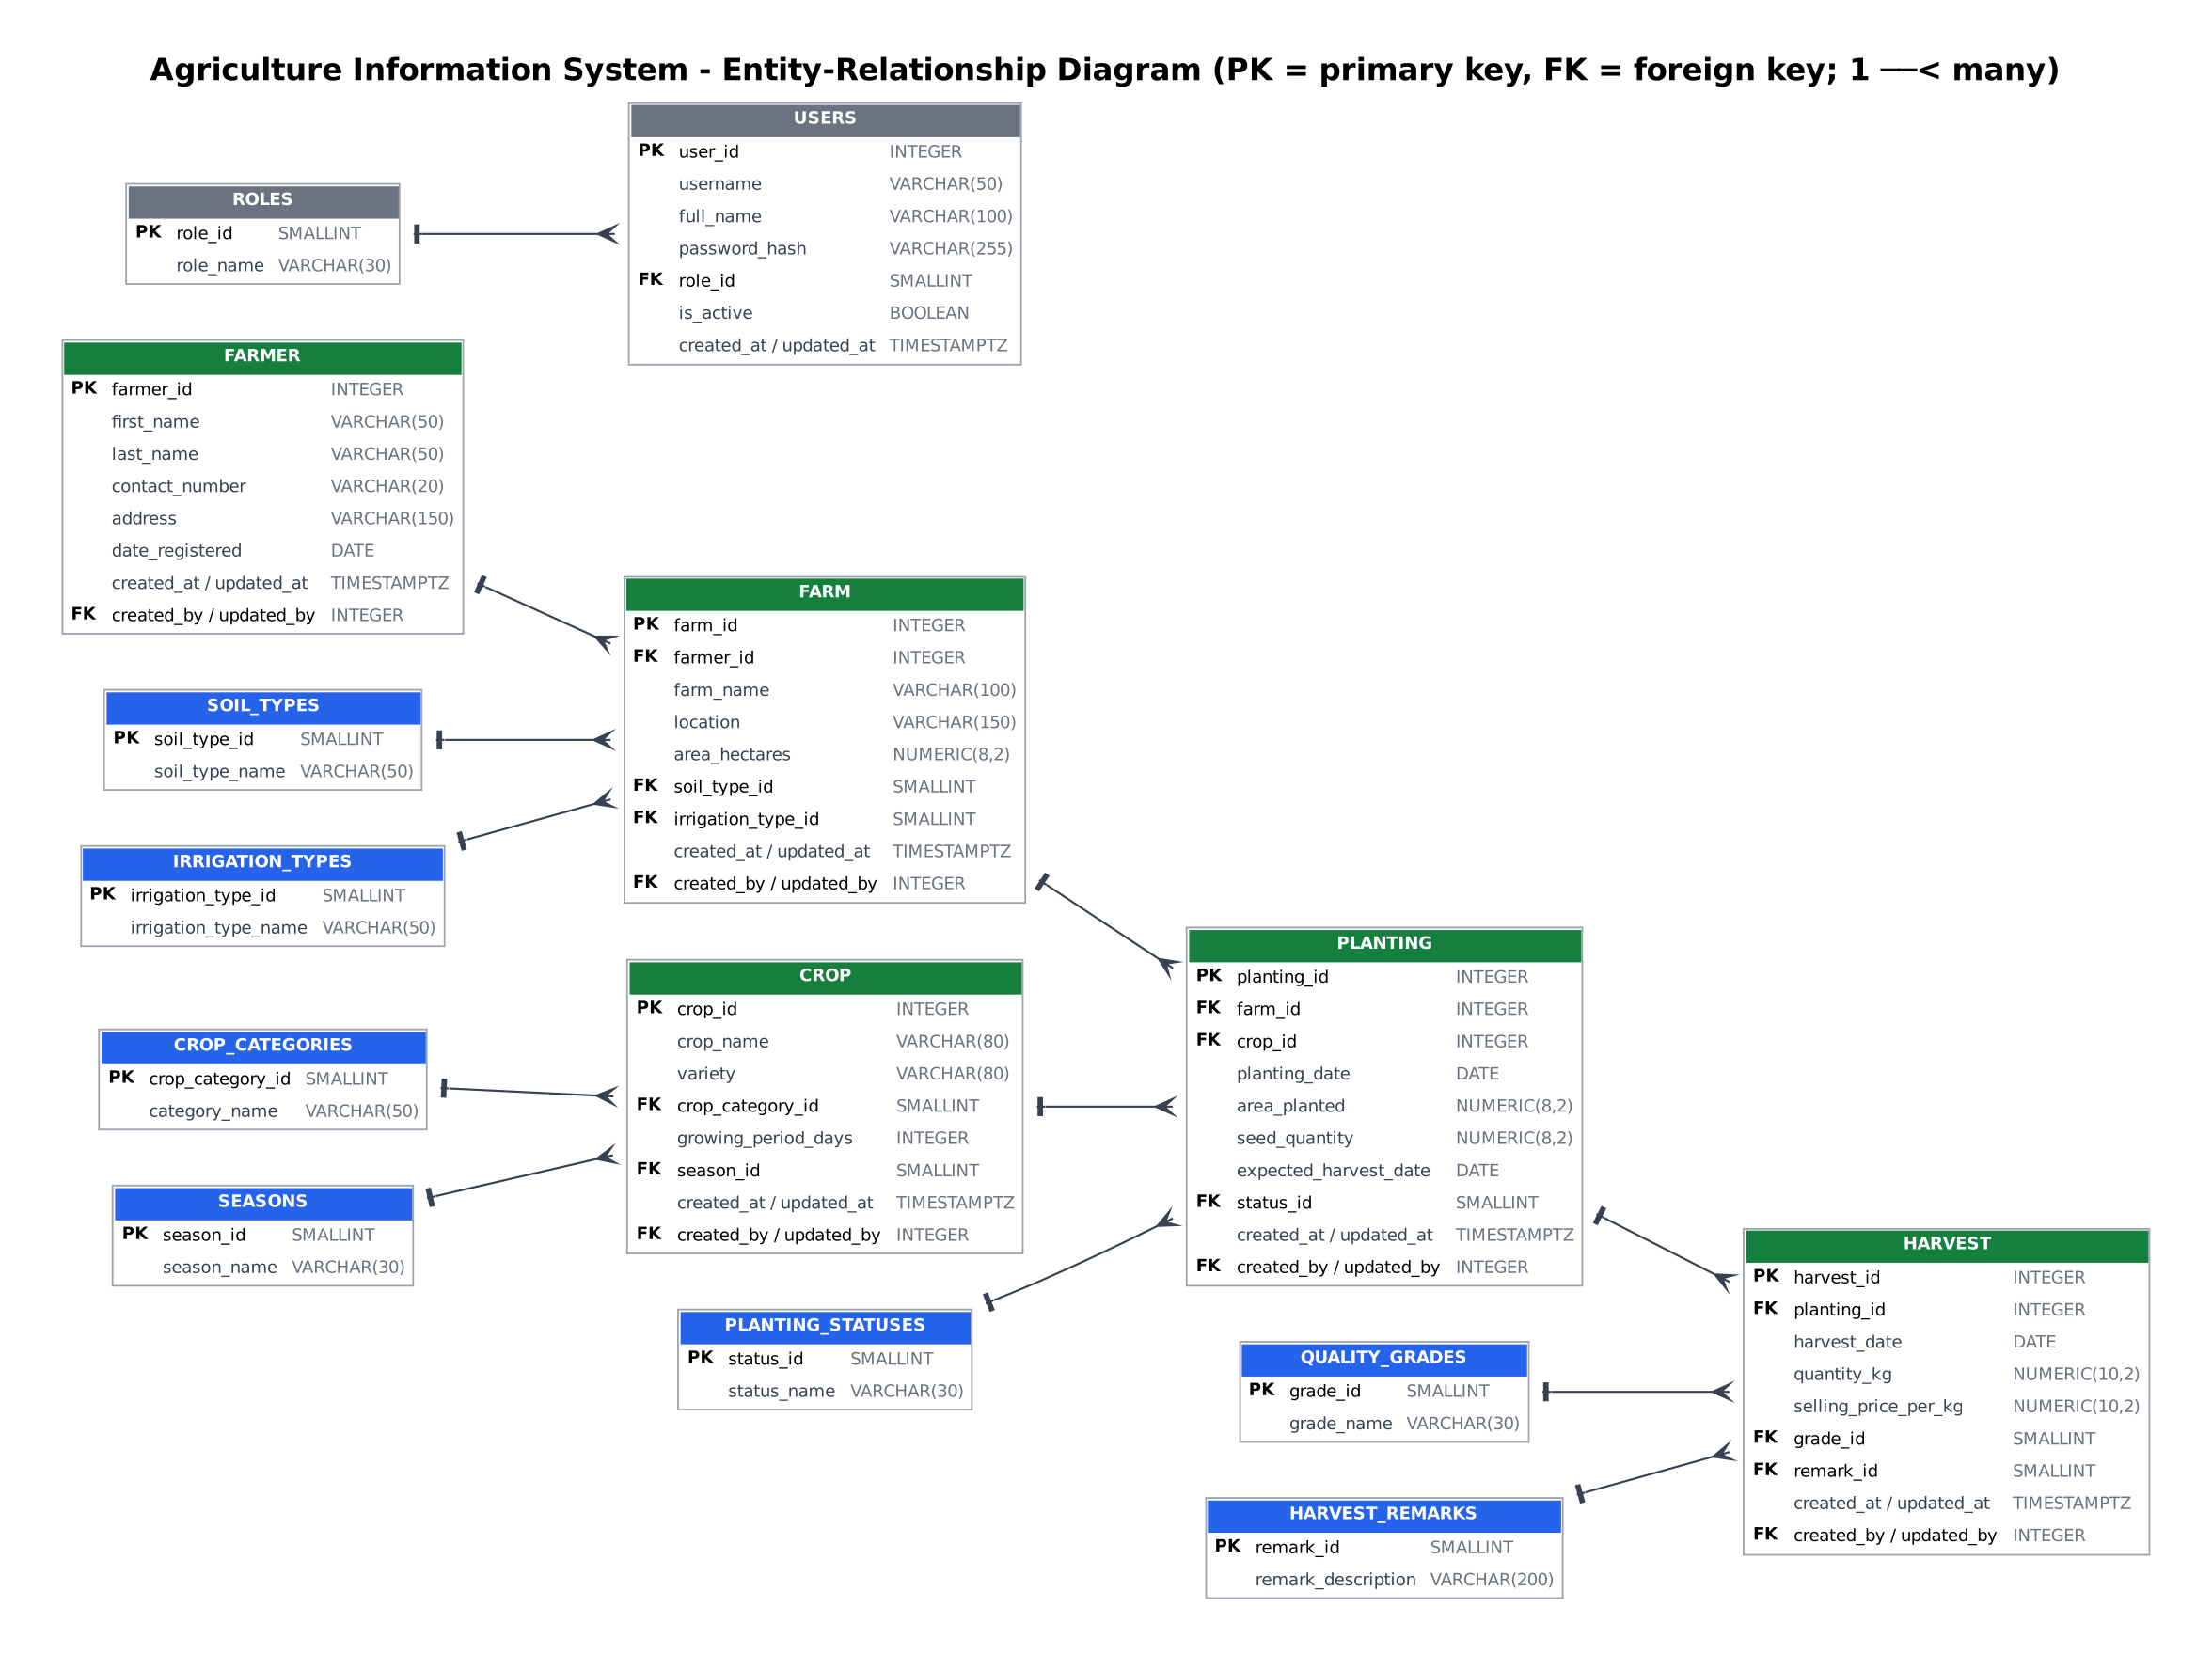 Agriculture Information System - Entity-Relationship Diagram (PK = primary key, FK = foreign key; 1 ──< many)
USERS
PK user_id INTEGER
username VARCHAR(50)
full_name VARCHAR(100)
password_hash VARCHAR(255)
FK role_id SMALLINT
is_active BOOLEAN
created_at / updated_at TIMESTAMPTZ
ROLES
PK role_id SMALLINT
role_name VARCHAR(30)
FARMER
PK farmer_id INTEGER
first_name VARCHAR(50)
last_name VARCHAR(50)
contact_number VARCHAR(20)
address VARCHAR(150)
date_registered DATE
created_at / updated_at TIMESTAMPTZ
FK created_by / updated_by INTEGER
FARM
PK farm_id INTEGER
FK farmer_id INTEGER
farm_name VARCHAR(100)
location VARCHAR(150)
area_hectares NUMERIC(8,2)
FK soil_type_id SMALLINT
FK irrigation_type_id SMALLINT
created_at / updated_at TIMESTAMPTZ
FK created_by / updated_by INTEGER
SOIL_TYPES
PK soil_type_id SMALLINT
soil_type_name VARCHAR(50)
IRRIGATION_TYPES
PK irrigation_type_id SMALLINT
irrigation_type_name VARCHAR(50)
CROP
PK crop_id INTEGER
crop_name VARCHAR(80)
variety VARCHAR(80)
FK crop_category_id SMALLINT
growing_period_days INTEGER
FK season_id SMALLINT
created_at / updated_at TIMESTAMPTZ
FK created_by / updated_by INTEGER
CROP_CATEGORIES
PK crop_category_id SMALLINT
category_name VARCHAR(50)
SEASONS
PK season_id SMALLINT
season_name VARCHAR(30)
PLANTING
PK planting_id INTEGER
FK farm_id INTEGER
FK crop_id INTEGER
planting_date DATE
area_planted NUMERIC(8,2)
seed_quantity NUMERIC(8,2)
expected_harvest_date DATE
FK status_id SMALLINT
created_at / updated_at TIMESTAMPTZ
FK created_by / updated_by INTEGER
PLANTING_STATUSES
PK status_id SMALLINT
status_name VARCHAR(30)
HARVEST
PK harvest_id INTEGER
FK planting_id INTEGER
harvest_date DATE
quantity_kg NUMERIC(10,2)
selling_price_per_kg NUMERIC(10,2)
FK grade_id SMALLINT
FK remark_id SMALLINT
created_at / updated_at TIMESTAMPTZ
FK created_by / updated_by INTEGER
QUALITY_GRADES
PK grade_id SMALLINT
grade_name VARCHAR(30)
HARVEST_REMARKS
PK remark_id SMALLINT
remark_description VARCHAR(200)